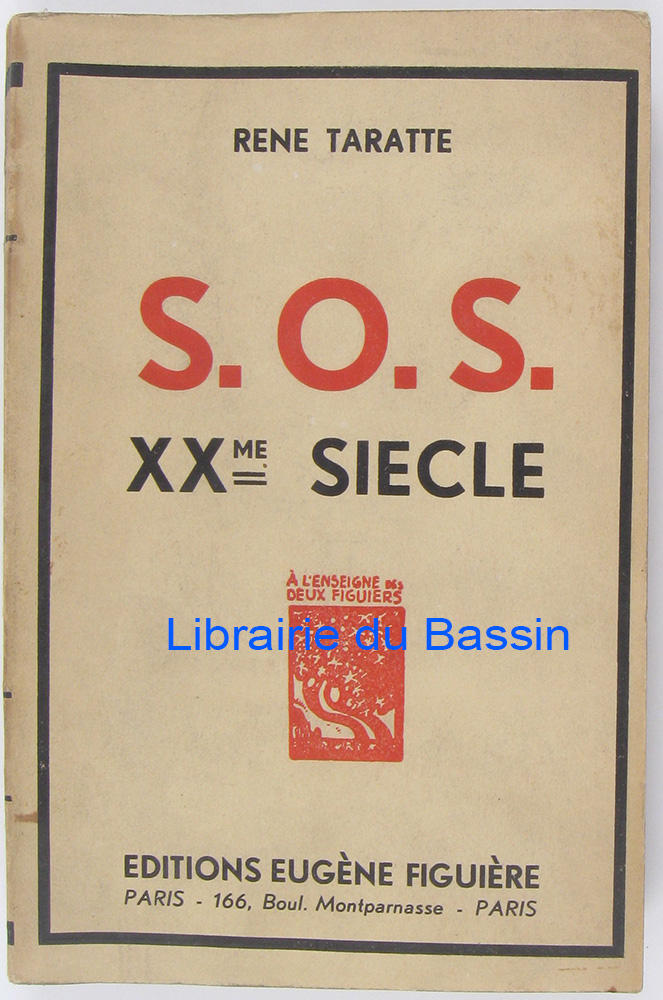 RENE TARATTE
S. O. S.
XXME SIECLE
À L'ENSEIGNE DES
DEUX FIGUIERS
Librairie du Bassin
EDITIONS EUGÈNE FIGUIÈRE
PARIS - 166, Boul. Montparnasse - PARIS